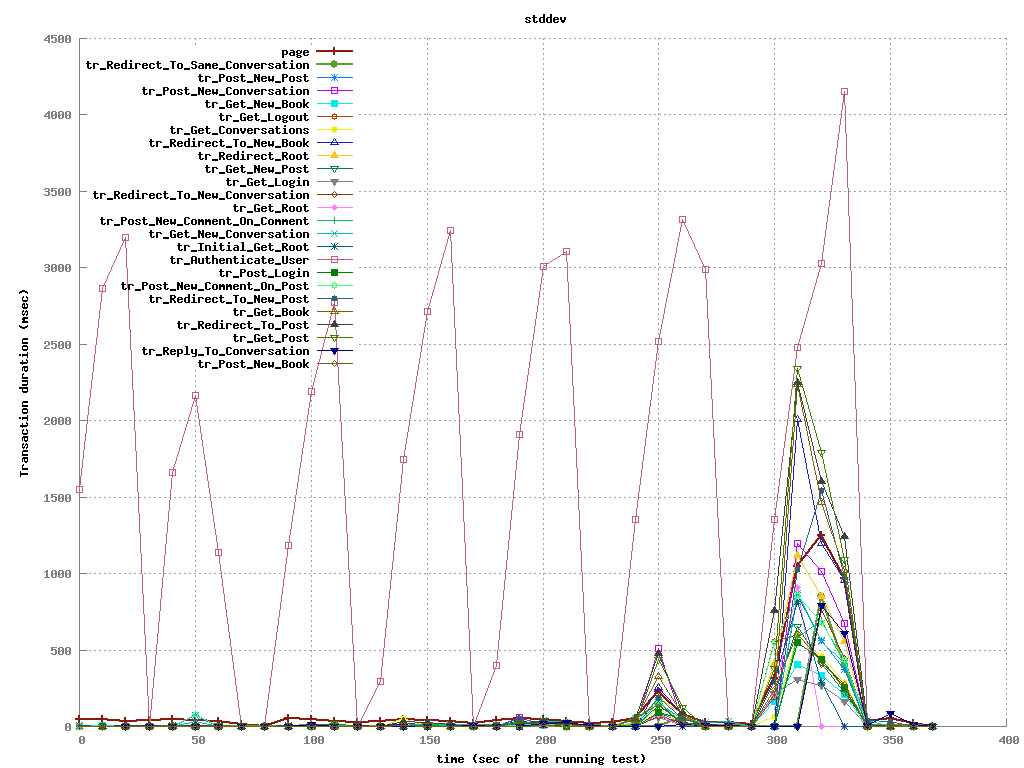 stddev
4500
4000
3500
3000
2500
2000
1500
1000
500
0
Transaction duration (msec)
page
tr_Redirect_To_Same_Conversation
tr_Post_New_Post
tr_Post_New_Conversation
tr_Get_New_Book
tr_Get_Logout
tr_Get_Conversations
tr_Redirect_To_New_Book
tr_Redirect_Root
tr_Get_New_Post
tr_Get_Login
tr_Redirect_To_New_Conversation
tr_Get_Root
tr_Post_New_Comment_On_Comment
tr_Get_New_Conversation
tr_Initial_Get_Root
tr_Authenticate_User
tr_Post_Login
tr_Post_New_Comment_On_Post
tr_Redirect_To_New_Post
tr_Get_Book
tr_Redirect_To_Post
tr_Get_Post
tr_Reply_To_Conversation
tr_Post_New_Book
0 50 100 150 200 250 300 350 400
time (sec of the running test)